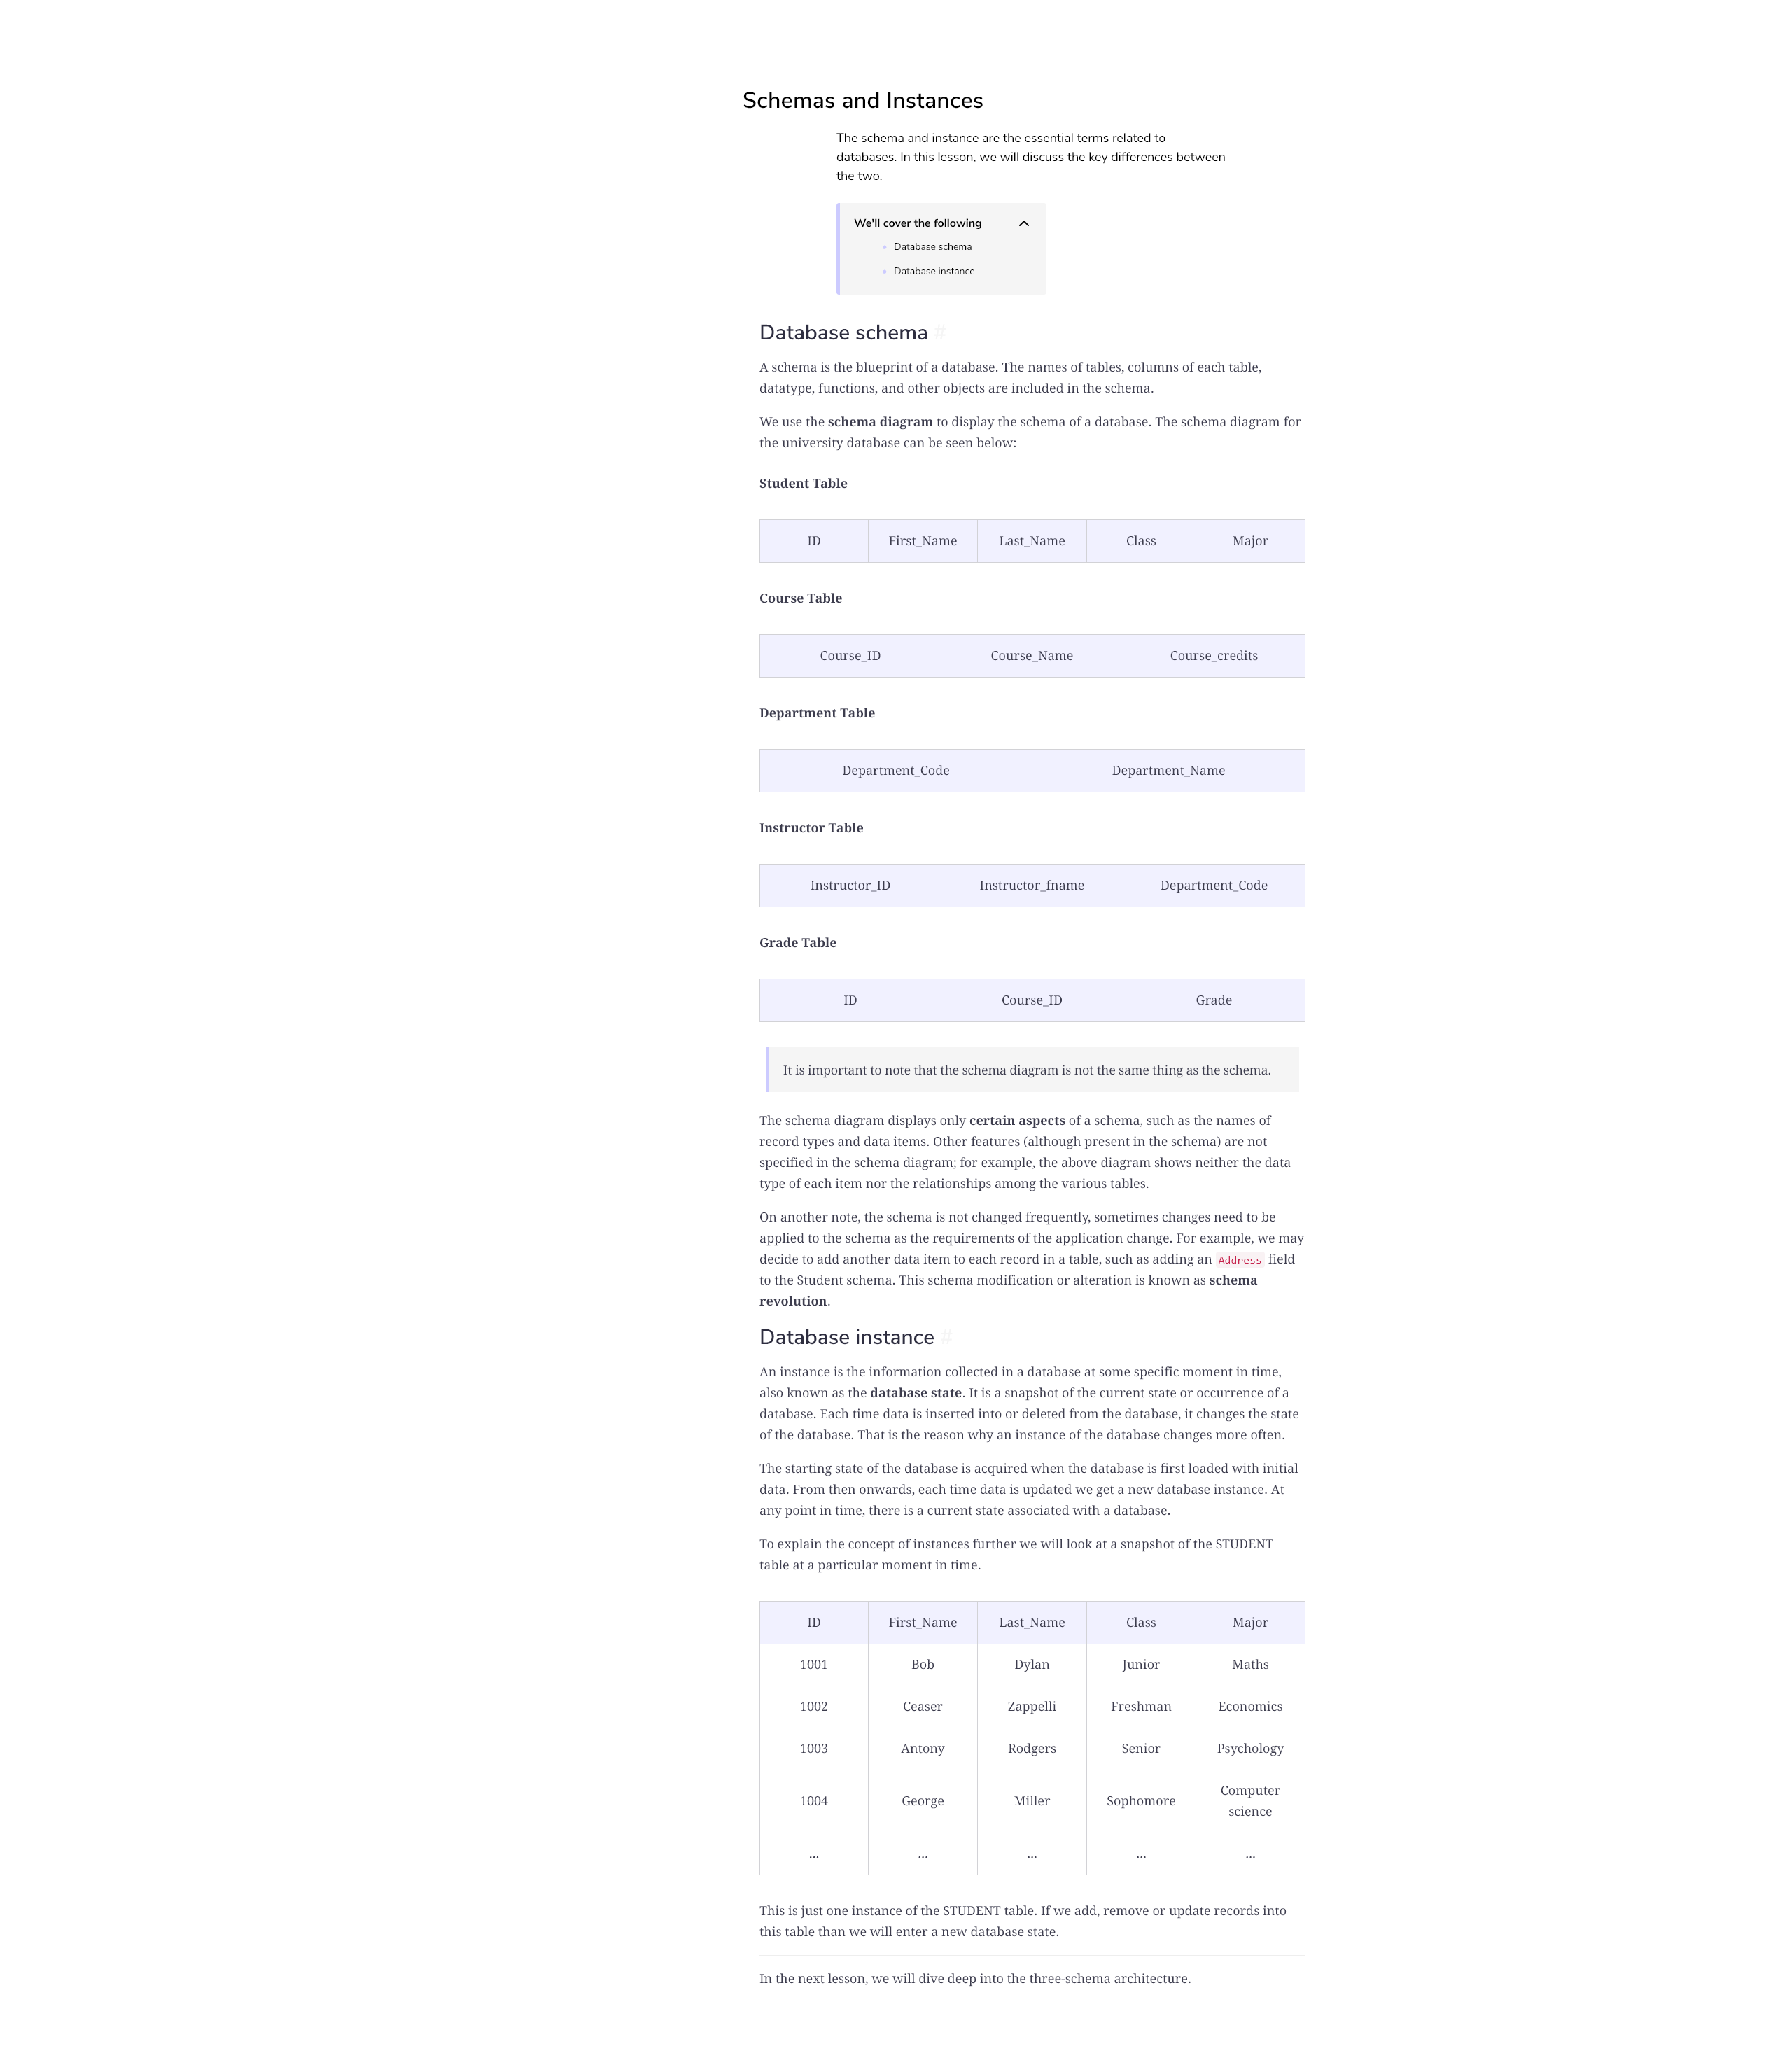 Schemas and Instances
The schema and instance are the essential terms related to
databases. In this lesson, we will discuss the key differences between
the two.
We'll cover the following
Database schema
Database instance
Database schema #
A schema is the blueprint of a database. The names of tables, columns of each table,
datatype, functions, and other objects are included in the schema.
We use the schema diagram to display the schema of a database. The schema diagram for
the university database can be seen below:
Student Table
ID First_Name Last_Name Class Major
Course Table
Course_ID Course_Name Course_credits
Department Table
Department_Code Department_Name
Instructor Table
Instructor_ID Instructor_fname Department_Code
Grade Table
ID Course_ID Grade
It is important to note that the schema diagram is not the same thing as the schema.
The schema diagram displays only certain aspects of a schema, such as the names of
record types and data items. Other features (although present in the schema) are not
specified in the schema diagram; for example, the above diagram shows neither the data
type of each item nor the relationships among the various tables.
On another note, the schema is not changed frequently, sometimes changes need to be
applied to the schema as the requirements of the application change. For example, we may
decide to add another data item to each record in a table, such as adding an Address field
to the Student schema. This schema modification or alteration is known as schema
revolution.
Database instance #
An instance is the information collected in a database at some specific moment in time,
also known as the database state. It is a snapshot of the current state or occurrence of a
database. Each time data is inserted into or deleted from the database, it changes the state
of the database. That is the reason why an instance of the database changes more often.
The starting state of the database is acquired when the database is first loaded with initial
data. From then onwards, each time data is updated we get a new database instance. At
any point in time, there is a current state associated with a database.
To explain the concept of instances further we will look at a snapshot of the STUDENT
table at a particular moment in time.
ID First_Name Last_Name Class Major
1001 Bob Dylan Junior Maths
1002 Ceaser Zappelli Freshman Economics
1003 Antony Rodgers Senior Psychology
1004 George Miller Sophomore Computer
science
... ... ... ... ...
This is just one instance of the STUDENT table. If we add, remove or update records into
this table than we will enter a new database state.
In the next lesson, we will dive deep into the three-schema architecture.